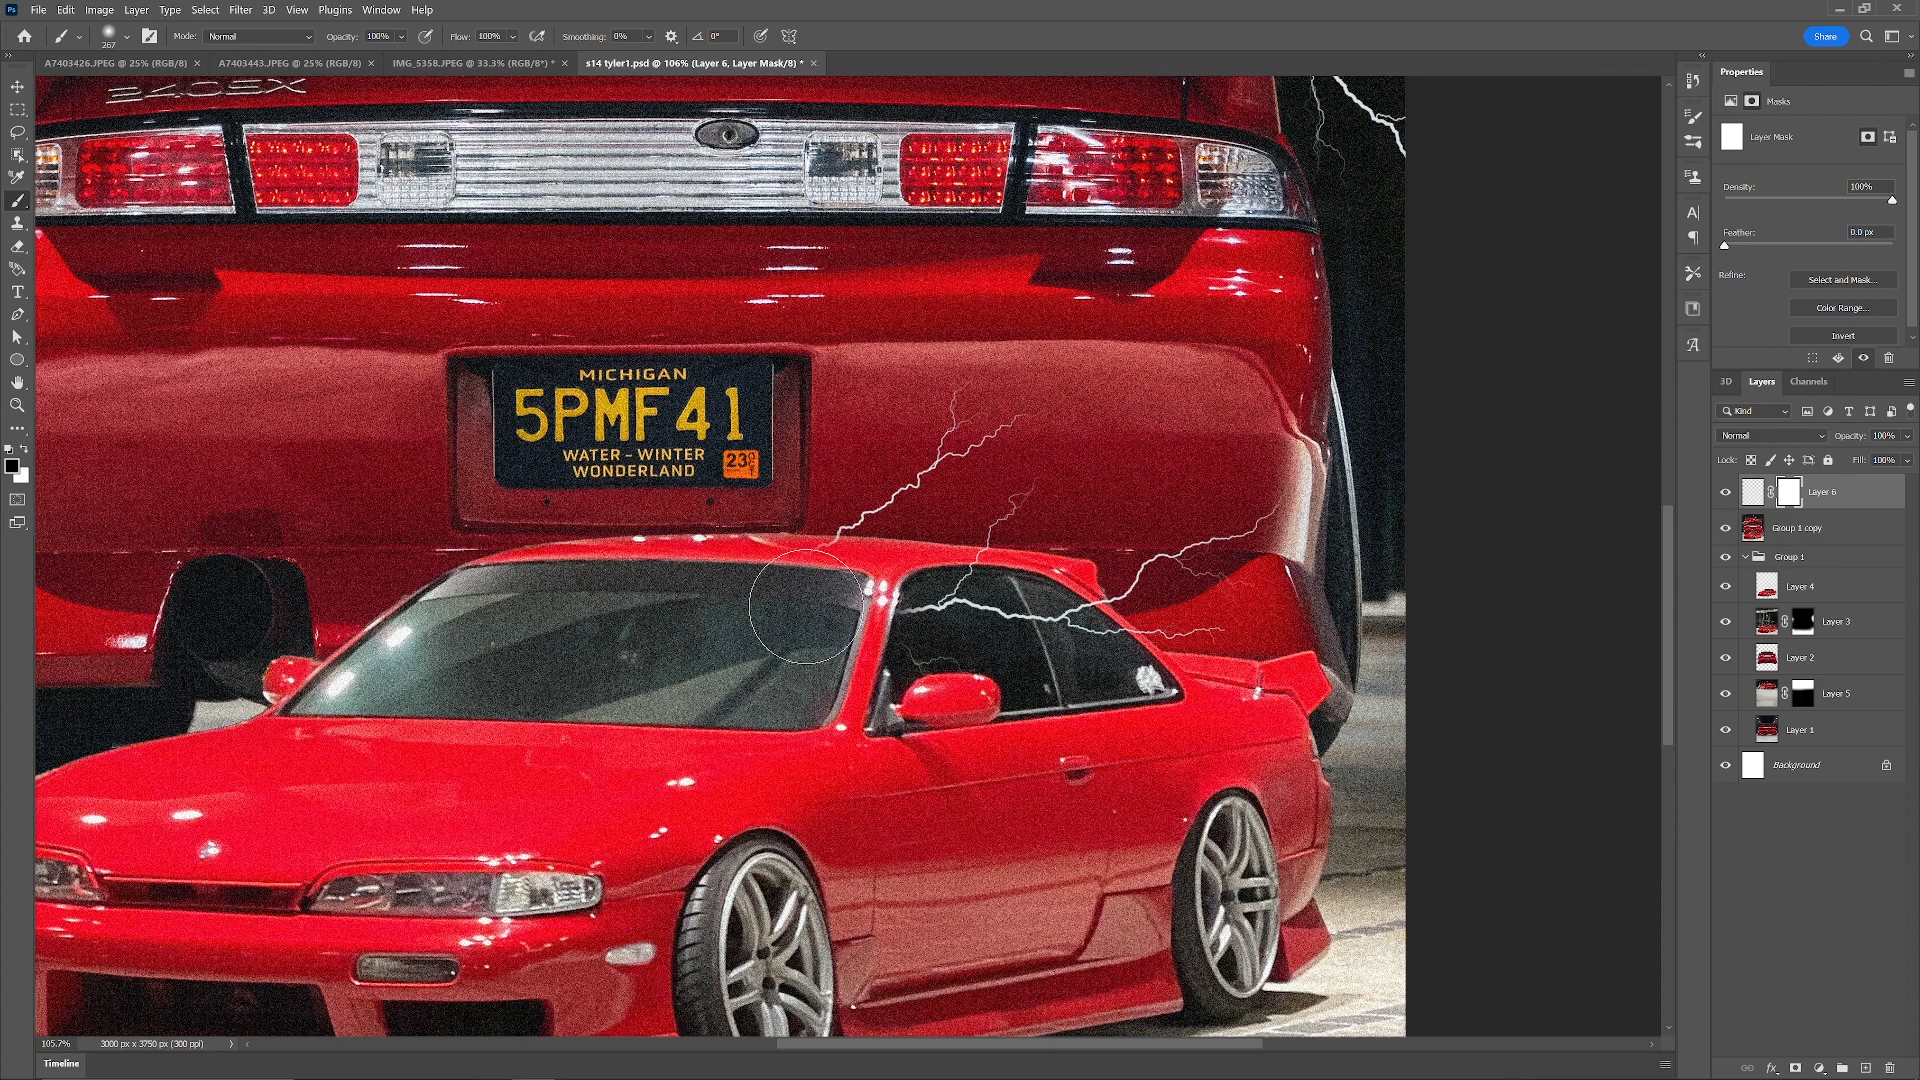 File Edit Image Layer Type Select Filter 3D View Plugins Window Help
267 Mode: Normal Opacity: 100% Flow: 100% Smoothing: 0% 0° Share
A7403426.JPEG @ 25% (RGB/8) A7403443.JPEG @ 25% (RGB/8) IMG_5358.JPEG @ 33.3% (RGB/8*) * s14 tyler1.psd @ 106% (Layer 6, Layer Mask/8) *
240SX
MICHIGAN
5PMF41
WATER-WINTER
WONDERLAND
23
105.7% 3000 px x 3750 px (300 ppi)
Timeline
Properties
Masks
Layer Mask
Density: 100%
Feather: 0.0 px
Refine: Select and Mask...
Color Range...
Invert
3D Layers Channels
Kind
Normal Opacity: 100%
Lock: Fill: 100%
Layer 6
Group 1 copy
Group 1
Layer 4
Layer 3
Layer 2
Layer 5
Layer 1
Background